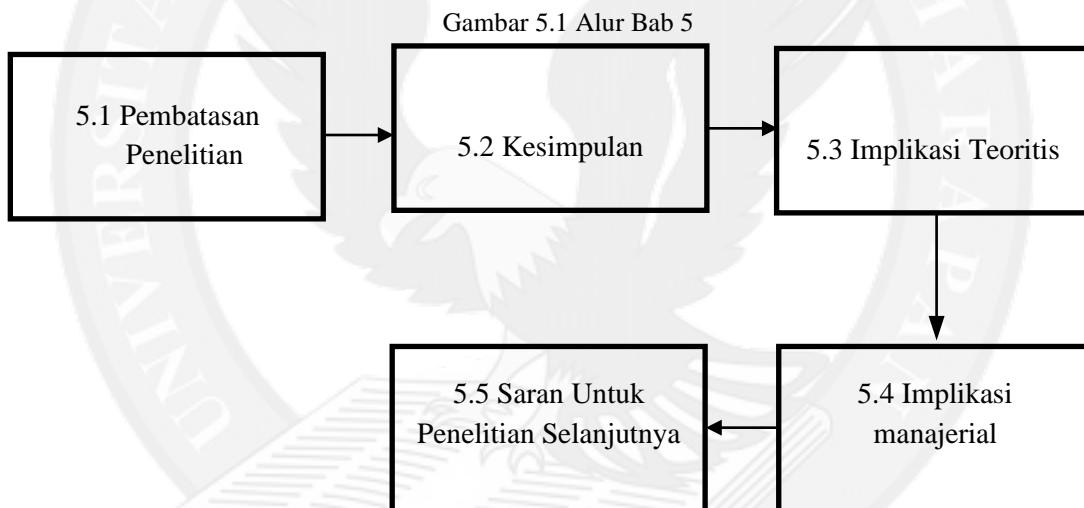 Gambar 5.1 Alur Bab 5
5.1 Pembatasan
Penelitian
5.2 Kesimpulan
5.3 Implikasi Teoritis
5.4 Implikasi
manajerial
5.5 Saran Untuk
Penelitian Selanjutnya